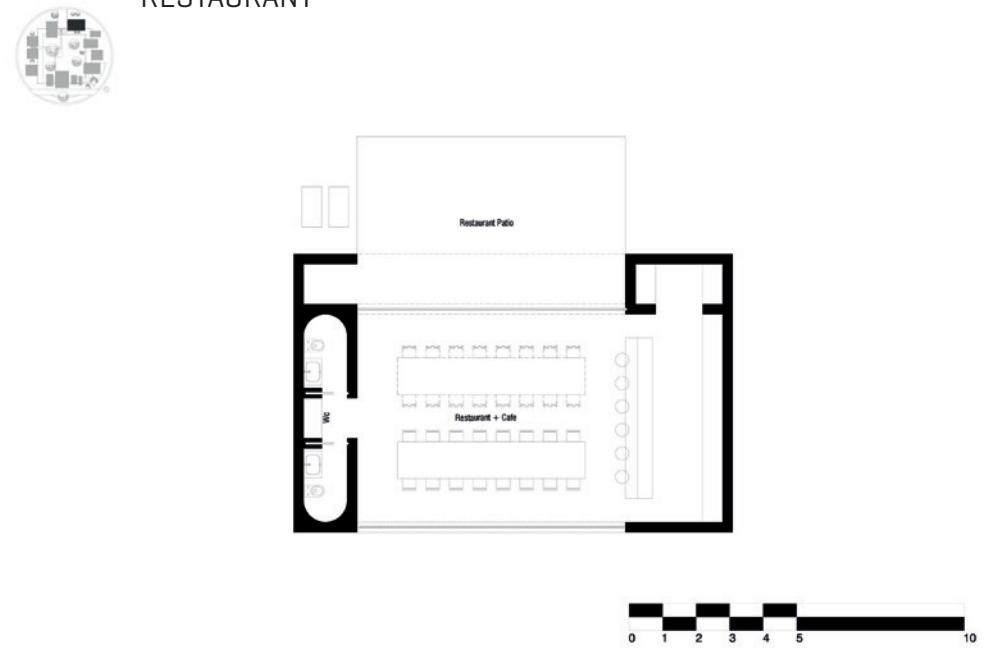 RESTAURANT
Restaurant Patio
Restaurant + Cafe
Wc
0 1 2 3 4 5 10